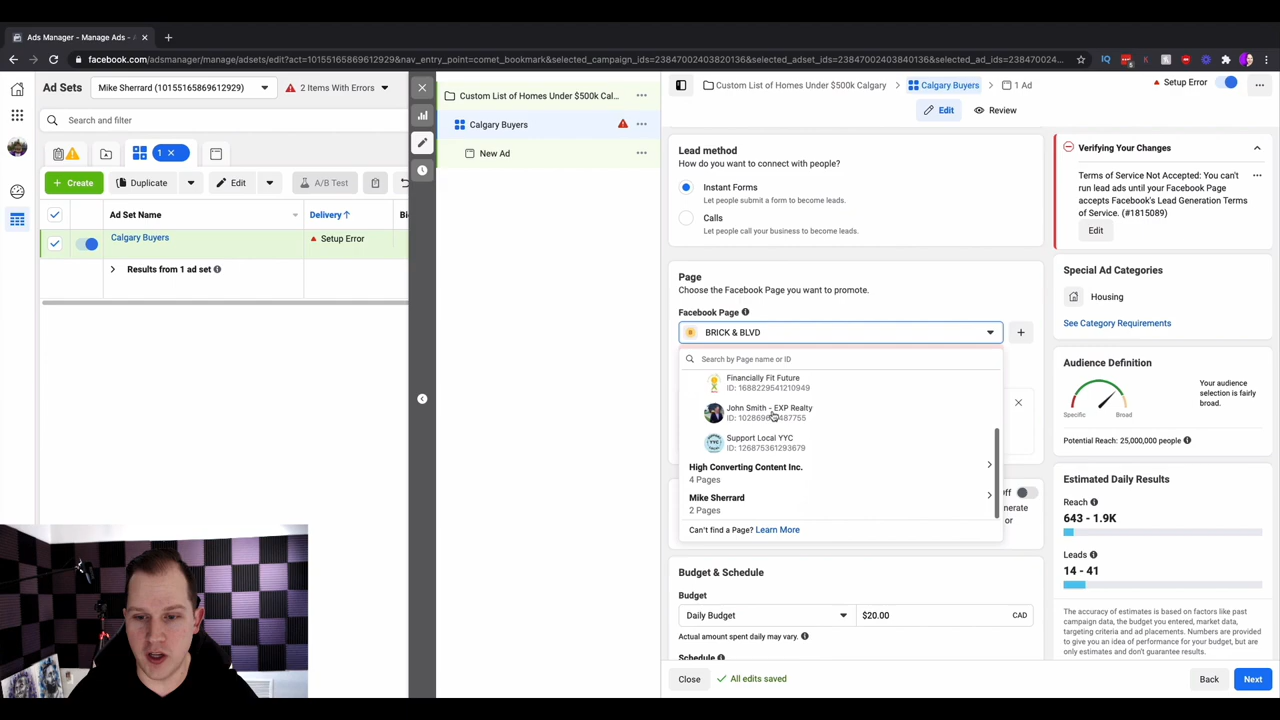 Ads Manager - Manage Ads - 
facebook.com/adsmanager/manage/adsets/edit?act=10155165869612929&nav_entry_point=comet_bookmark&selected_campaign_ids=23847002403820136&selected_adset_ids=23847002403840136&selected_ad_ids=238470024...
Ad Sets
Mike Sherrard (10155165869612929)
2 Items With Errors
Search and filter
1
Create
Duplicate
Edit
A/B Test
Ad Set Name
Delivery
Calgary Buyers
Setup Error
Results from 1 ad set
Custom List of Homes Under $500k Cal...
Calgary Buyers
New Ad
Custom List of Homes Under $500k Calgary
Calgary Buyers
1 Ad
Setup Error
Edit
Review
Lead method
How do you want to connect with people?
Instant Forms
Let people submit a form to become leads.
Calls
Let people call your business to become leads.
Page
Choose the Facebook Page you want to promote.
Facebook Page
BRICK & BLVD
Search by Page name or ID
Financially Fit Future
ID: 1688229541210949
John Smith - EXP Realty
Support Local YYC
ID: 126875361293679
High Converting Content Inc.
4 Pages
Mike Sherrard
2 Pages
Can't find a Page? Learn More
Budget & Schedule
Budget
Daily Budget
$20.00
CAD
Actual amount spent daily may vary.
Schedule
Close
All edits saved
Back
Next
Verifying Your Changes
Terms of Service Not Accepted: You can't
run lead ads until your Facebook Page
accepts Facebook's Lead Generation Terms
of Service. (#1815089)
Edit
Special Ad Categories
Housing
See Category Requirements
Audience Definition
Your audience
selection is fairly
broad.
Specific
Broad
Potential Reach: 25,000,000 people
Estimated Daily Results
Reach
643 - 1.9K
Leads
14 - 41
The accuracy of estimates is based on factors like past
campaign data, the budget you entered, market data,
targeting criteria and ad placements. Numbers are provided
to give you an idea of performance for your budget, but are
only estimates and don't guarantee results.